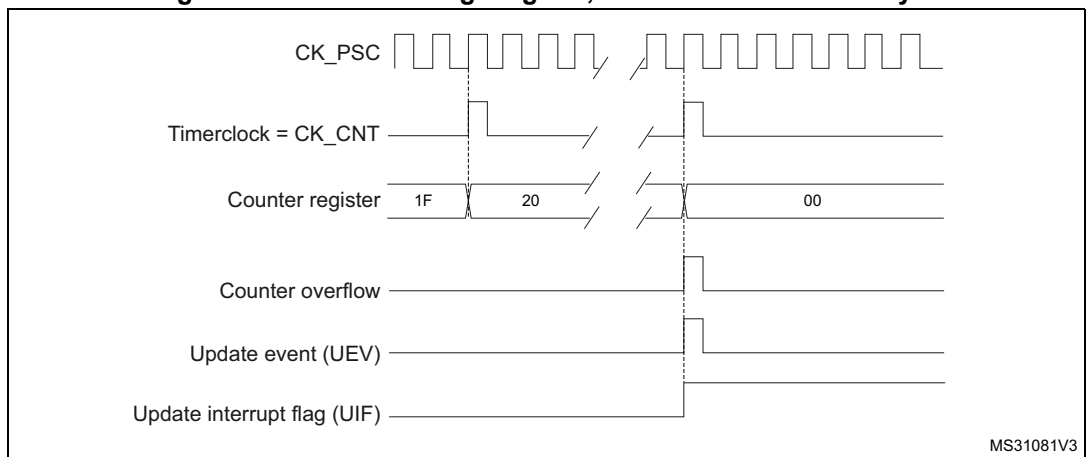 CK_PSC
Timerclock = CK_CNT
Counter register 1F 20 00
Counter overflow
Update event (UEV)
Update interrupt flag (UIF)
MS31081V3